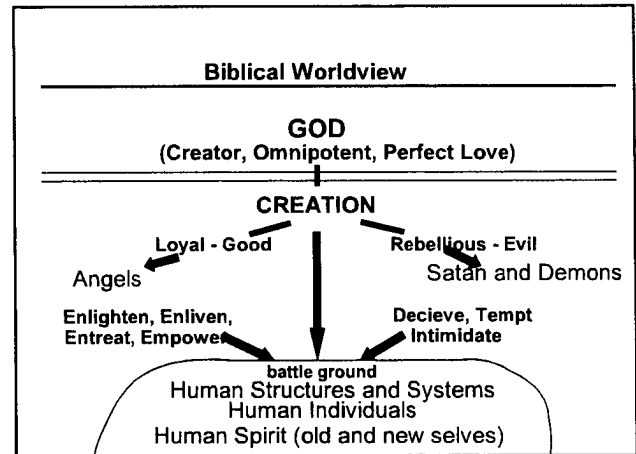 Biblical Worldview
GOD
(Creator, Omnipotent, Perfect Love)
CREATION
Loyal - Good
Rebellious - Evil
Angels
Satan and Demons
Enlighten, Enliven,
Entreat, Empower
Decieve, Tempt
Intimidate
battle ground
Human Structures and Systems
Human Individuals
Human Spirit (old and new selves)